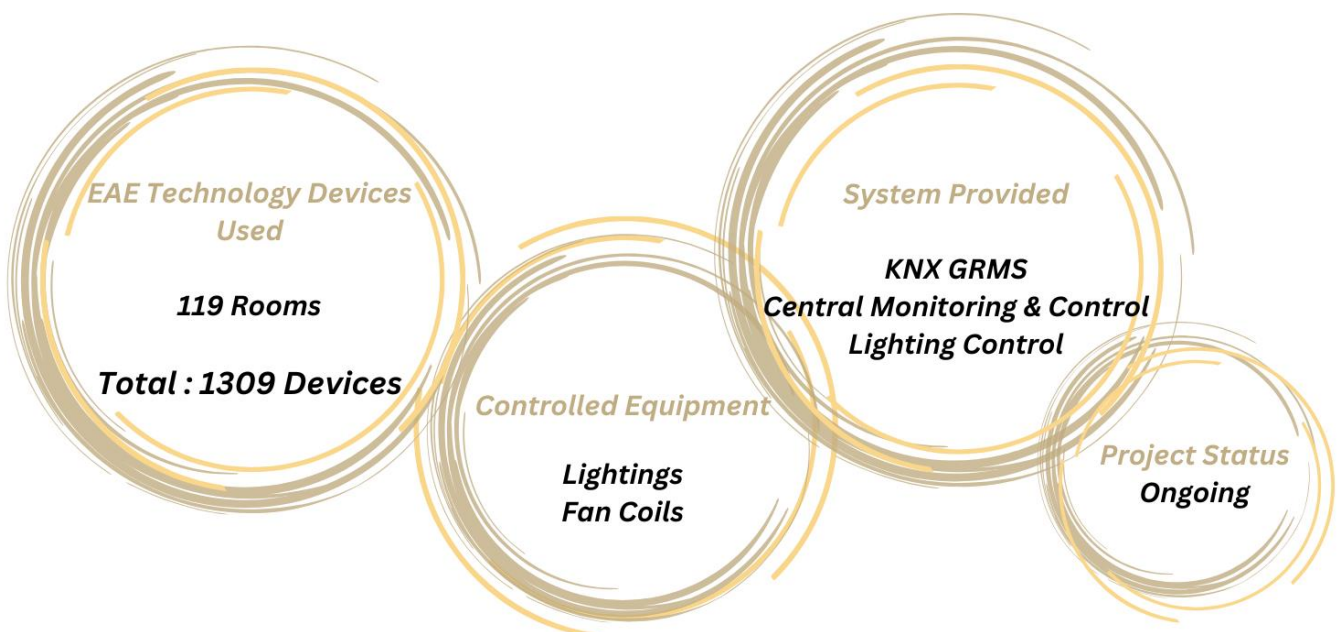 EAE Technology Devices
Used
119 Rooms
Total : 1309 Devices
Controlled Equipment
Lightings
Fan Coils
System Provided
KNX GRMS
Central Monitoring & Control
Lighting Control
Project Status
Ongoing